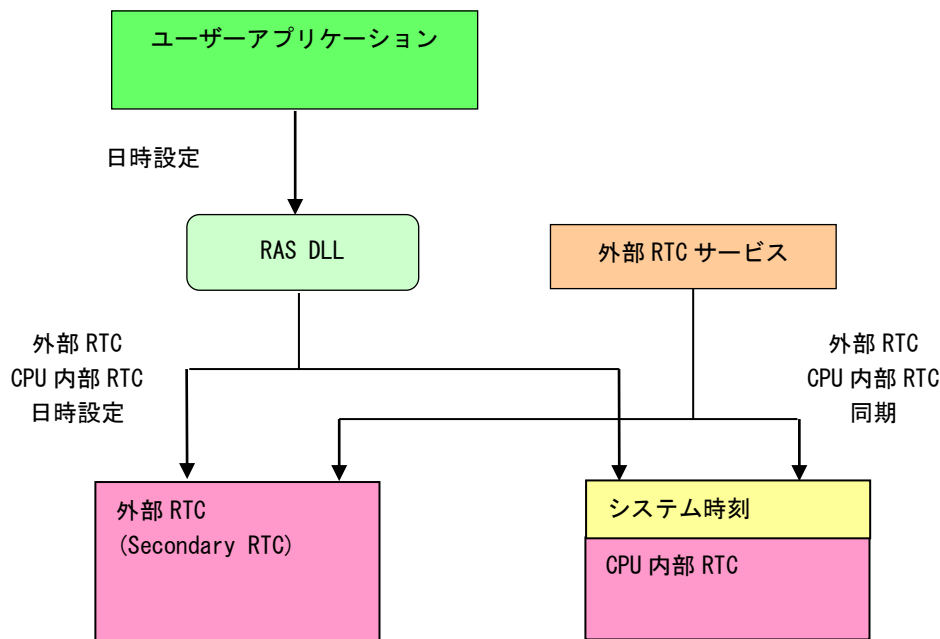 ユーザーアプリケーション
日時設定
RAS DLL
外部 RTC サービス
外部 RTC
CPU 内部 RTC
日時設定
外部 RTC
CPU 内部 RTC
同期
外部 RTC
(Secondary RTC)
システム時刻
CPU 内部 RTC